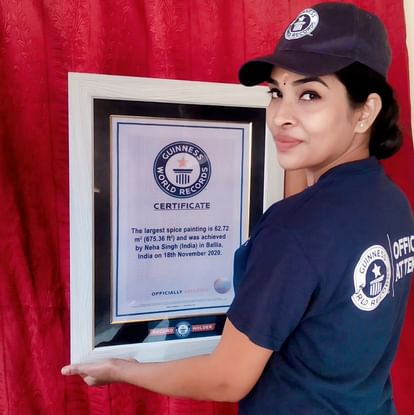 GUINNESS
WORLD RECORDS
GUINNESS
WORLD RECORDS
CERTIFICATE
The largest spice painting is 62.72
m² (675.36 ft²) and was achieved
by Neha Singh (India) in Ballia,
India on 18th November 2020.
OFFICIALLY AMAZING
RECORD HOLDER
GUINNESS
WORLD RECORDS
OFFICIAL
ATTE